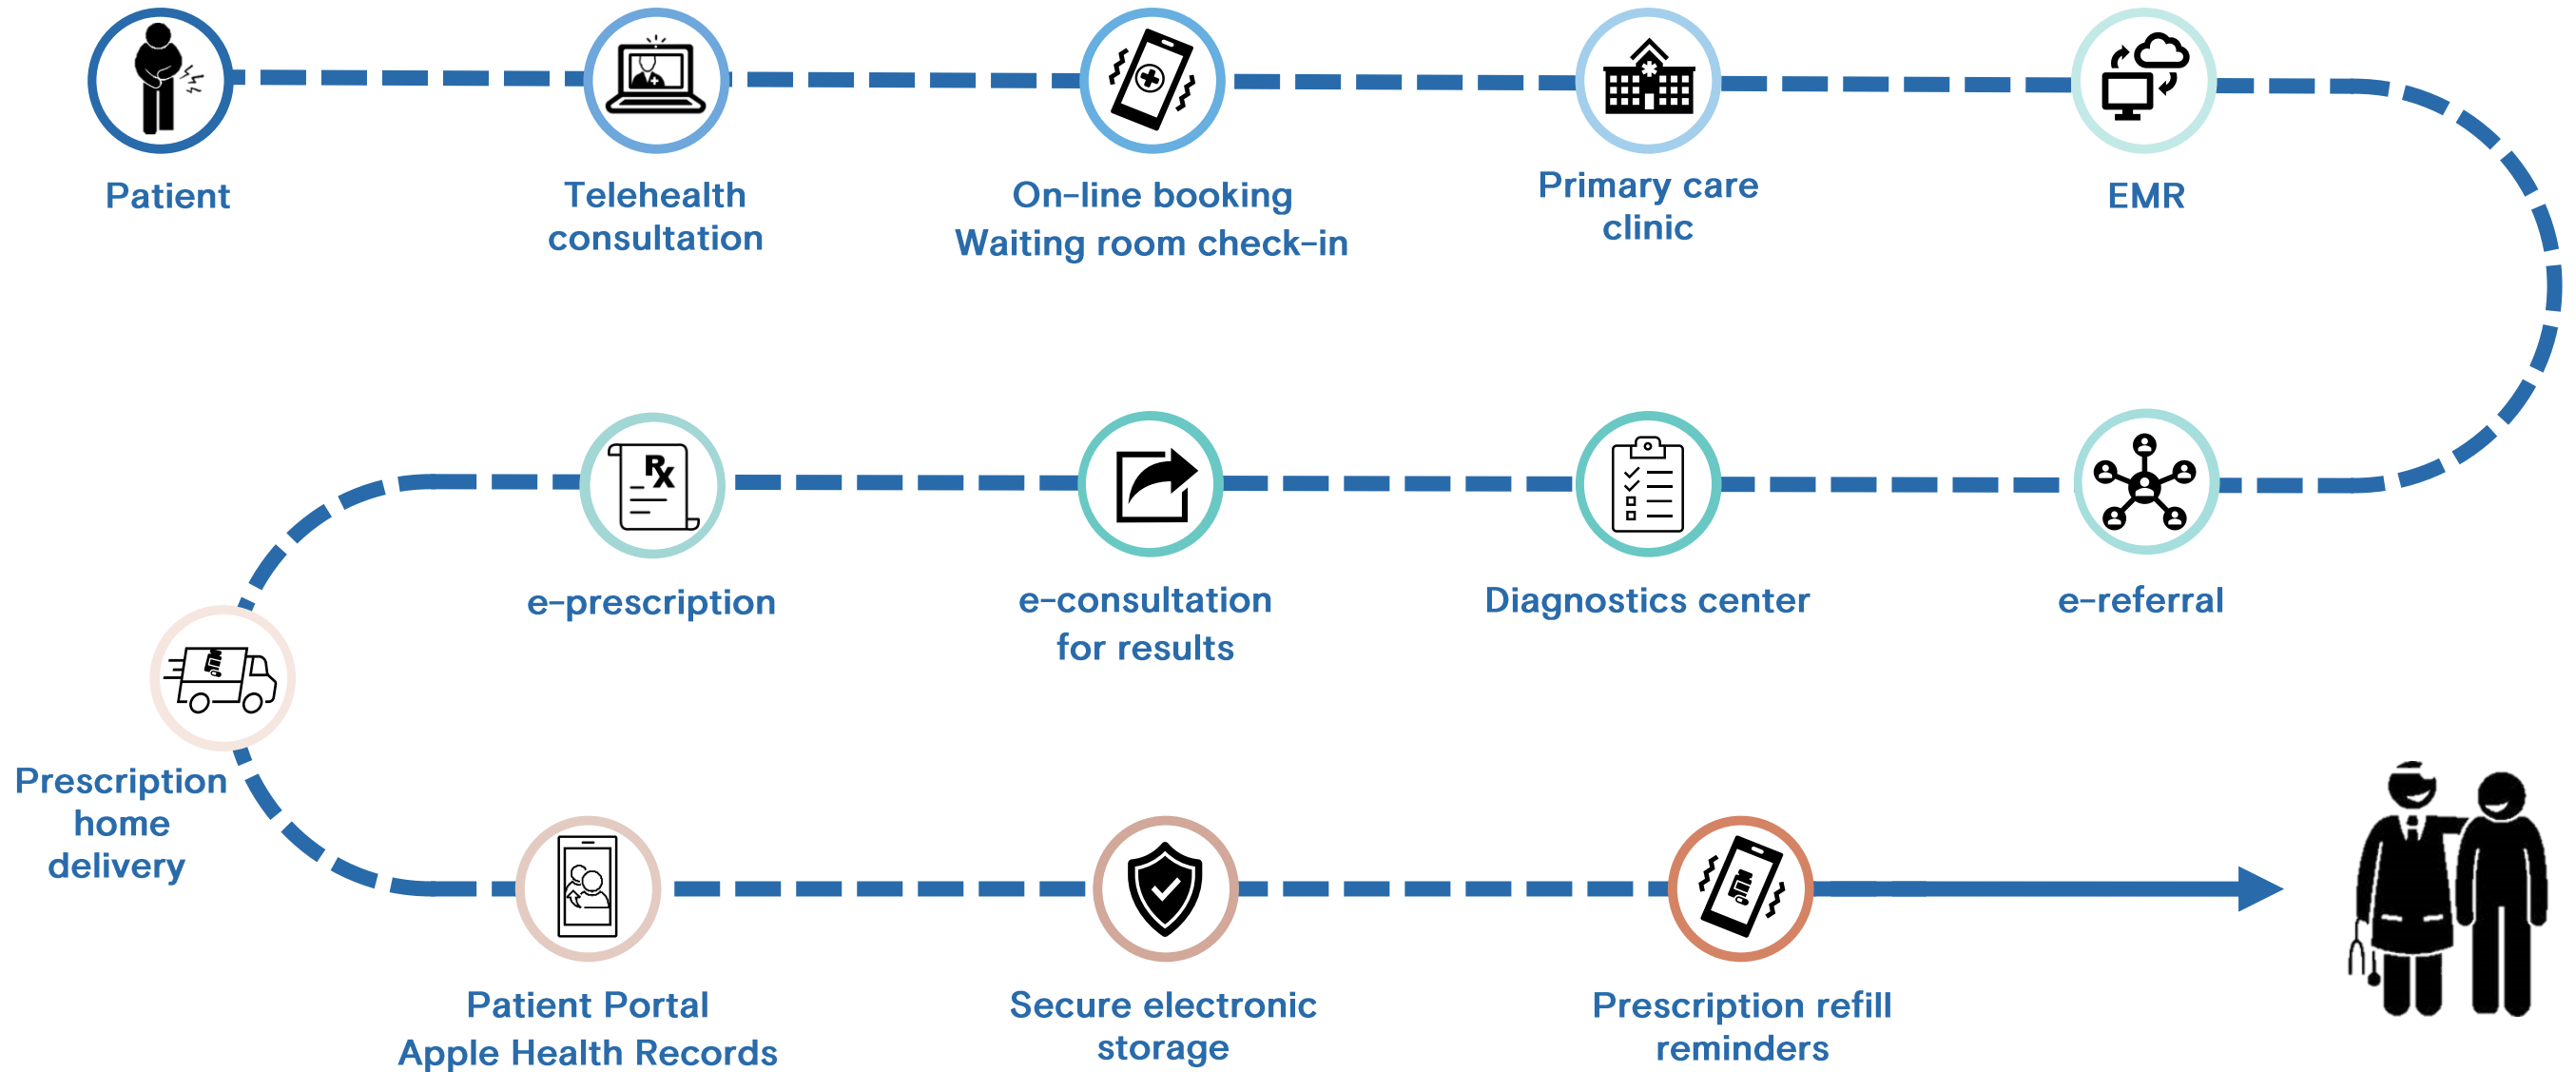 Patient
Telehealth
consultation
On-line booking
Waiting room check-in
Primary care
clinic
EMR
e-referral
Diagnostics center
e-consultation
for results
Rx
e-prescription
Prescription
home
delivery
Patient Portal
Apple Health Records
Secure electronic
storage
Prescription refill
reminders